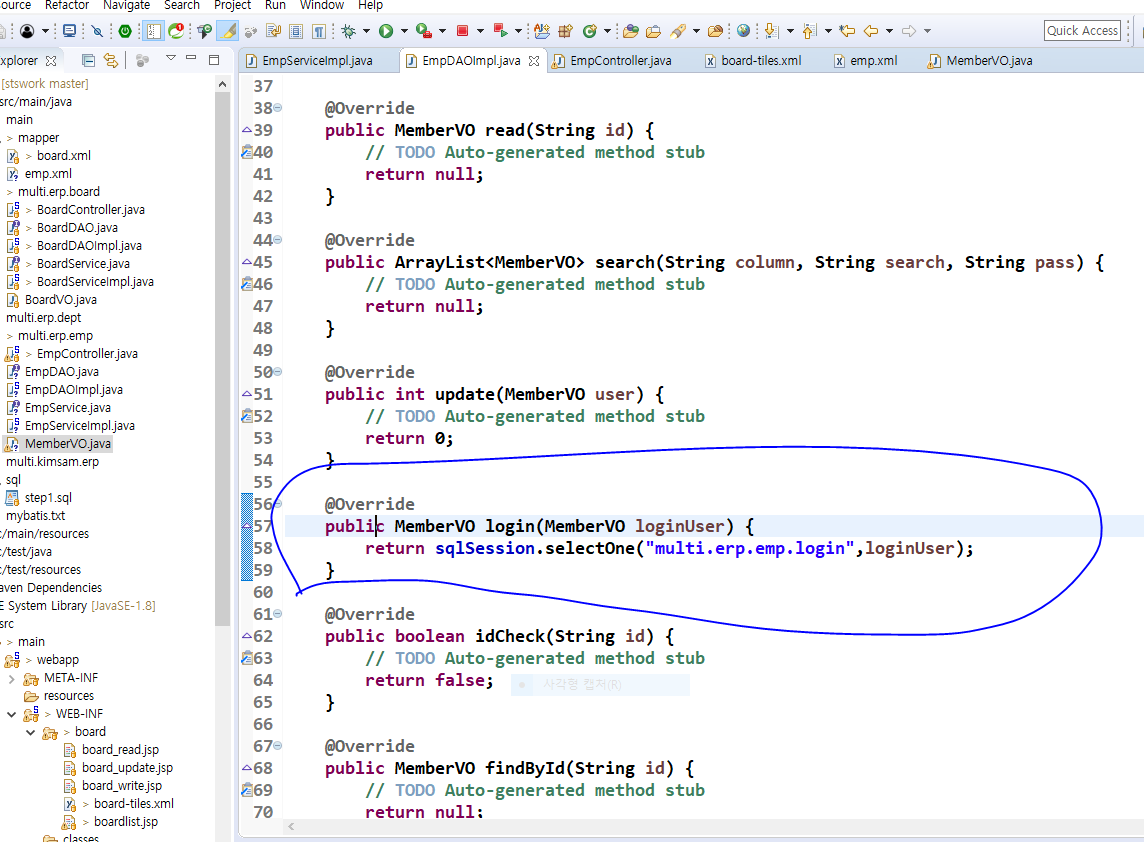 ource Refactor Navigate Search Project Run Window Help
Quick Access
xplorer
EmpServiceImpl.java EmpDAOImpl.java EmpController.java board-tiles.xml emp.xml MemberVO.java
[stswork master]
src/main/java
main
> mapper
> board.xml
emp.xml
> multi.erp.board
> BoardController.java
> BoardDAO.java
> BoardDAOImpl.java
> BoardService.java
> BoardServiceImpl.java
BoardVO.java
multi.erp.dept
> multi.erp.emp
> EmpController.java
EmpDAO.java
EmpDAOImpl.java
EmpService.java
EmpServiceImpl.java
MemberVO.java
multi.kimsam.erp
sql
step1.sql
mybatis.txt
:/main/resources
:/test/java
:/test/resources
aven Dependencies
E System Library [JavaSE-1.8]
src
> main
> webapp
META-INF
resources
> WEB-INF
> board
board_read.jsp
board_update.jsp
board_write.jsp
> board-tiles.xml
> boardlist.jsp
classes
37
38 @Override
39 public MemberVO read(String id) {
40 // TODO Auto-generated method stub
41 return null;
42 }
43
44 @Override
45 public ArrayList<MemberVO> search(String column, String search, String pass) {
46 // TODO Auto-generated method stub
47 return null;
48 }
49
50 @Override
51 public int update(MemberVO user) {
52 // TODO Auto-generated method stub
53 return 0;
54 }
55
56 @Override
57 public MemberVO login(MemberVO loginUser) {
58 return sqlSession.selectOne("multi.erp.emp.login",loginUser);
59 }
60
61 @Override
62 public boolean idCheck(String id) {
63 // TODO Auto-generated method stub
64 return false;
사각형 캡처(R)
65 }
66
67 @Override
68 public MemberVO findById(String id) {
69 // TODO Auto-generated method stub
70 return null;